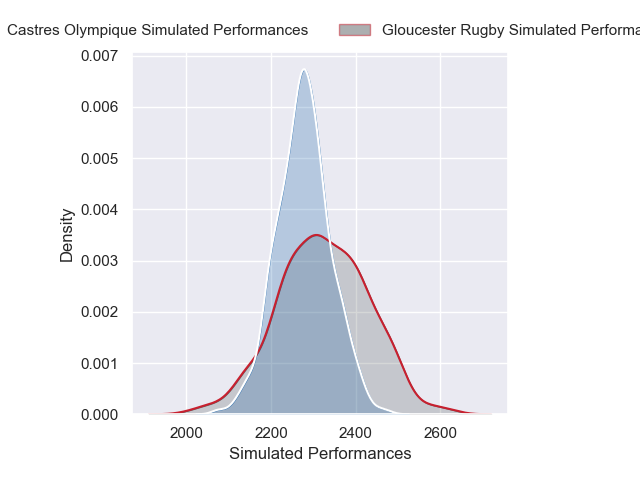 Castres Olympique Simulated Performances
Gloucester Rugby Simulated Performa
0.007
0.006
0.005
0.004
0.003
0.002
0.001
0.000
Density
2000 2200 2400 2600
Simulated Performances